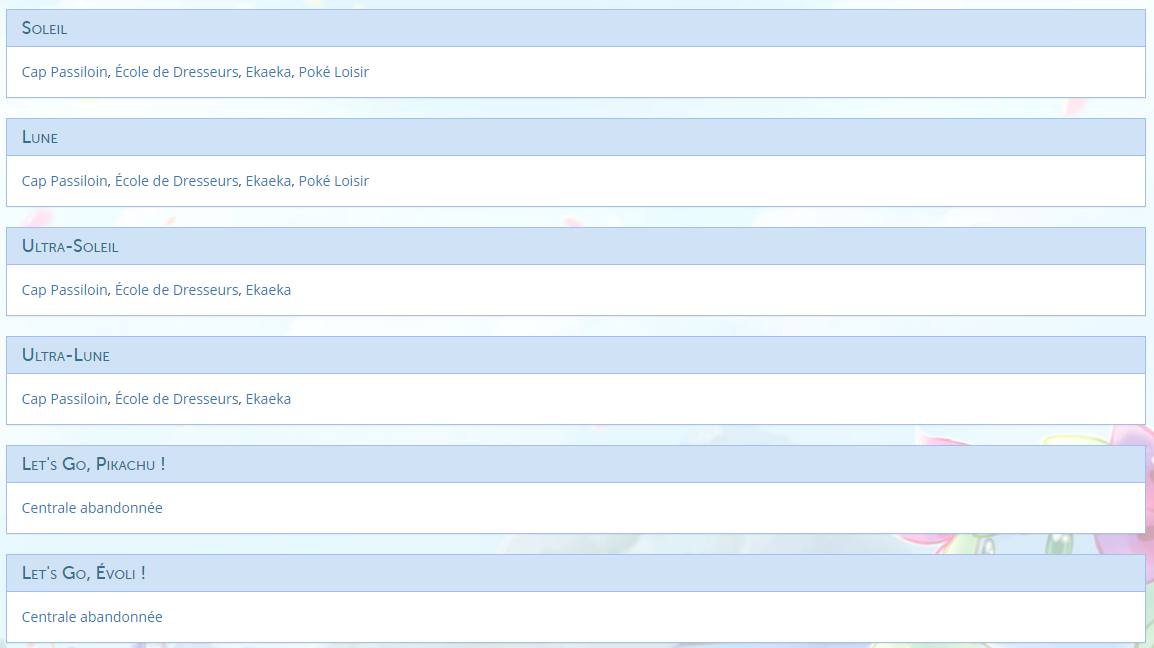 Soleil
Cap Passiloin, École de Dresseurs, Ekaeka, Poké Loisir
Lune
Cap Passiloin, École de Dresseurs, Ekaeka, Poké Loisir
Ultra-Soleil
Cap Passiloin, École de Dresseurs, Ekaeka
Ultra-Lune
Cap Passiloin, École de Dresseurs, Ekaeka
Let's Go, Pikachu !
Centrale abandonnée
Let's Go, Évoli !
Centrale abandonnée